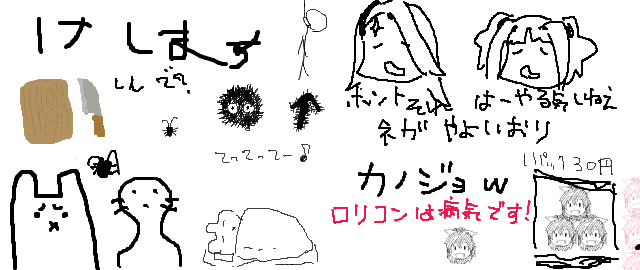 けします
しんで?
ホントそれ
はーやる気しねえ
ネガやよいおり
てってってー♪
カノジョw
ロリコンは病気です!
1パック30円